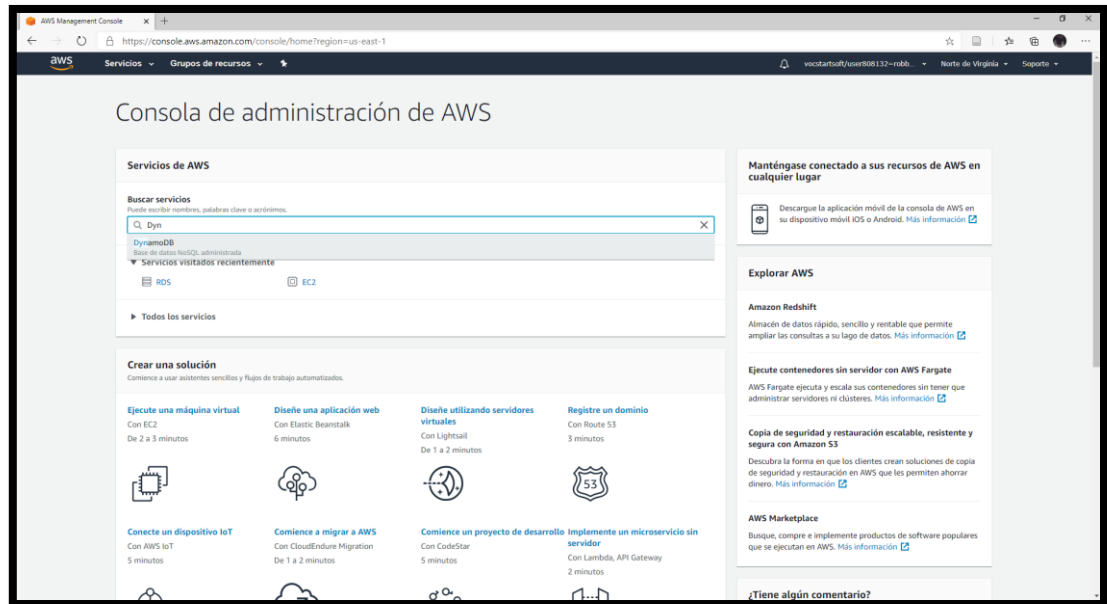 AWS Management Console
https://console.aws.amazon.com/console/home?region=us-east-1
aws
Servicios
Grupos de recursos
vocstartsoft/user808132=robb...
Norte de Virginia
Soporte
Consola de administración de AWS
Servicios de AWS
Buscar servicios
Puede escribir nombres, palabras clave o acrónimos.
Dyn
DynamoDB
Base de datos NoSQL administrada
Servicios visitados recientemente
RDS
EC2
Todos los servicios
Crear una solución
Comience a usar asistentes sencillos y flujos de trabajo automatizados.
Ejecute una máquina virtual
Con EC2
De 2 a 3 minutos
Diseñe una aplicación web
Con Elastic Beanstalk
6 minutos
Diseñe utilizando servidores
virtuales
Con Lightsail
De 1 a 2 minutos
Registre un dominio
Con Route 53
3 minutos
53
Conecte un dispositivo IoT
Con AWS IoT
5 minutos
Comience a migrar a AWS
Con CloudEndure Migration
De 1 a 2 minutos
Comience un proyecto de desarrollo
Con CodeStar
5 minutos
Implemente un microservicio sin
servidor
Con Lambda, API Gateway
2 minutos
Manténgase conectado a sus recursos de AWS en
cualquier lugar
Descargue la aplicación móvil de la consola de AWS en
su dispositivo móvil iOS o Android. Más información
Explorar AWS
Amazon Redshift
Almacén de datos rápido, sencillo y rentable que permite
ampliar las consultas a su lago de datos. Más información
Ejecute contenedores sin servidor con AWS Fargate
AWS Fargate ejecuta y escala sus contenedores sin tener que
administrar servidores ni clústeres. Más información
Copia de seguridad y restauración escalable, resistente y
segura con Amazon S3
Descubra la forma en que los clientes crean soluciones de copia
de seguridad y restauración en AWS que les permiten ahorrar
dinero. Más información
AWS Marketplace
Busque, compre e implemente productos de software populares
que se ejecutan en AWS. Más información
¿Tiene algún comentario?